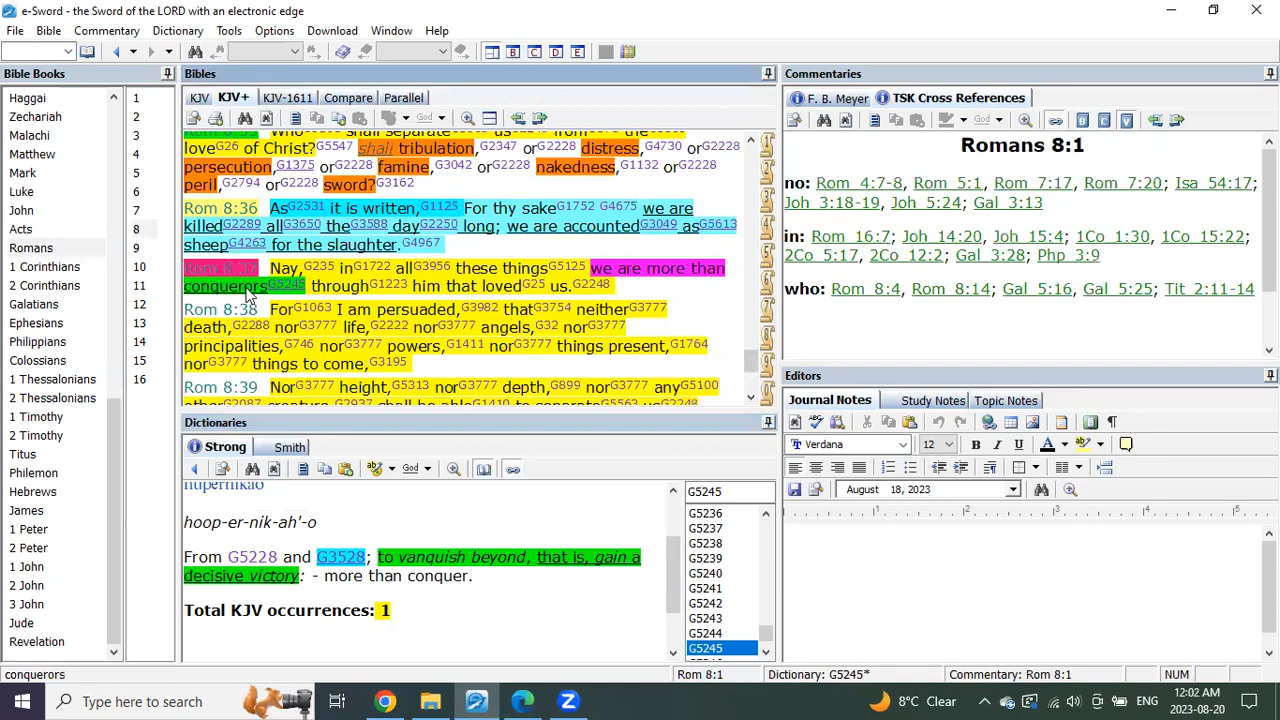 e-Sword - the Sword of the LORD with an electronic edge
File Bible Commentary Dictionary Tools Options Download Window Help
Bible Books
Haggai
Zechariah
Malachi
Matthew
Mark
Luke
John
Acts
Romans
1 Corinthians
2 Corinthians
Galatians
Ephesians
Philippians
Colossians
1 Thessalonians
2 Thessalonians
1 Timothy
2 Timothy
Titus
Philemon
Hebrews
James
1 Peter
2 Peter
1 John
2 John
3 John
Jude
Revelation
1
2
3
4
5
6
7
8
9
10
11
12
13
14
15
16
Bibles
KJV KJV+ KJV-1611 Compare Parallel
love G26 of Christ? G5547 shall tribulation, G2347 or G2228 distress, G4730 or G2228
persecution, G1375 or G2228 famine, G3042 or G2228 nakedness, G1132 or G2228
peril, G2794 or G2228 sword? G3162
Rom 8:36 As G2531 it is written, G1125 For thy sake G1752 G4675 we are
killed G2289 all G3650 the G3588 day G2250 long; we are accounted G3049 as G5613
sheep G4263 for the slaughter. G4967
Rom 8:37 Nay, G235 in G1722 all G3956 these things G5125 we are more than
conquerors G5245 through G1223 him that loved G25 us. G2248
Rom 8:38 For G1063 I am persuaded, G3982 that G3754 neither G3777
death, G2288 nor G3777 life, G2222 nor G3777 angels, G32 nor G3777
principalities, G746 nor G3777 powers, G1411 nor G3777 things present, G1764
nor G3777 things to come, G3195
Rom 8:39 Nor G3777 height, G5313 nor G3777 depth, G899 nor G3777 any G5100
Dictionaries
Strong Smith
God
hupernikaō
hoop-er-nik-ah'-o
From G5228 and G3528; to vanquish beyond, that is, gain a
decisive victory: - more than conquer.
Total KJV occurrences: 1
G5245
G5236
G5237
G5238
G5239
G5240
G5241
G5242
G5243
G5244
G5245
Commentaries
F. B. Meyer TSK Cross References
God
Romans 8:1
no: Rom 4:7-8, Rom 5:1, Rom 7:17, Rom 7:20; Isa 54:17;
Joh 3:18-19, Joh 5:24; Gal 3:13
in: Rom 16:7; Joh 14:20, Joh 15:4; 1Co 1:30, 1Co 15:22;
2Co 5:17, 2Co 12:2; Gal 3:28; Php 3:9
who: Rom 8:4, Rom 8:14; Gal 5:16, Gal 5:25; Tit 2:11-14
Editors
Journal Notes Study Notes Topic Notes
Verdana 12 B I U A
August 18, 2023
1 2 3 4 5
conquerors Rom 8:1 Dictionary: G5245* Commentary: Rom 8:1 NUM
Type here to search 8°C Clear ENG 12:02 AM
2023-08-20